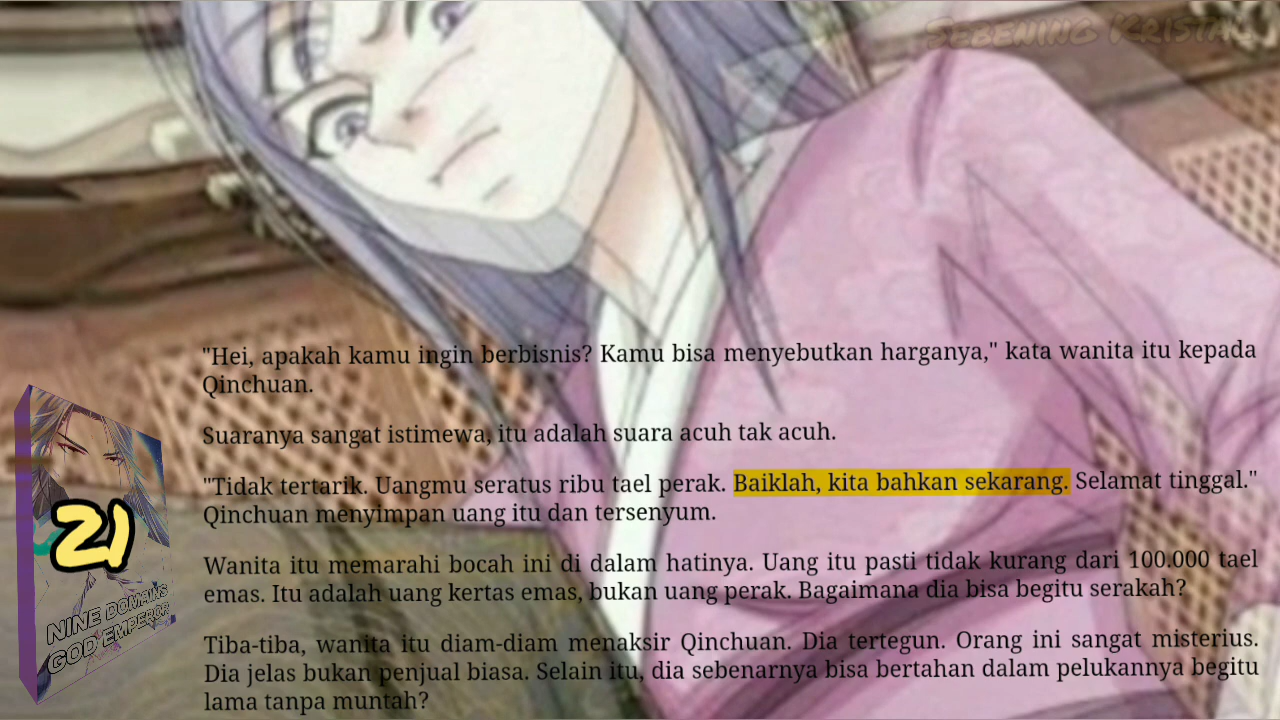 Sebening Kristal
"Hei, apakah kamu ingin berbisnis? Kamu bisa menyebutkan harganya," kata wanita itu kepada
Qinchuan.
Suaranya sangat istimewa, itu adalah suara acuh tak acuh.
"Tidak tertarik. Uangmu seratus ribu tael perak. Baiklah, kita bahkan sekarang. Selamat tinggal."
Qinchuan menyimpan uang itu dan tersenyum.
Wanita itu memarahi bocah ini di dalam hatinya. Uang itu pasti tidak kurang dari 100.000 tael
emas. Itu adalah uang kertas emas, bukan uang perak. Bagaimana dia bisa begitu serakah?
Tiba-tiba, wanita itu diam-diam menaksir Qinchuan. Dia tertegun. Orang ini sangat misterius.
Dia jelas bukan penjual biasa. Selain itu, dia sebenarnya bisa bertahan dalam pelukannya begitu
lama tanpa muntah?
21
NINE DOMAINS
GOD EMPEROR